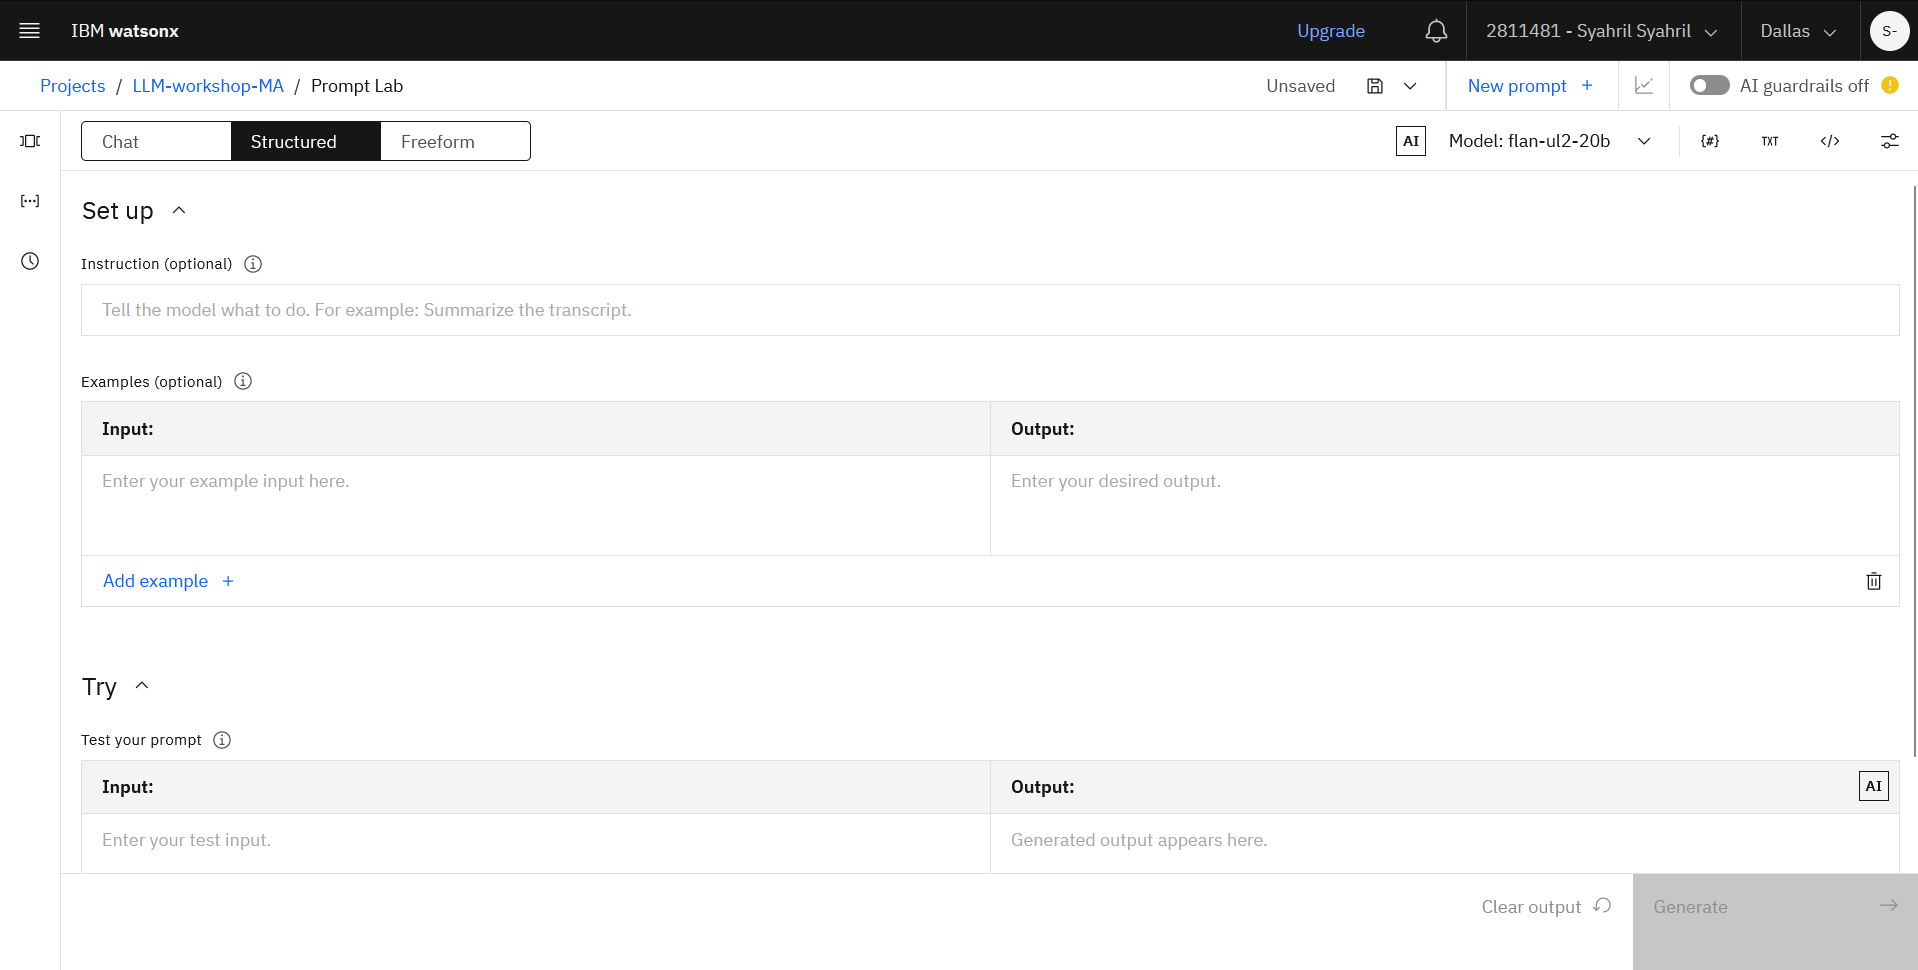 IBM watsonx
Upgrade
2811481 - Syahril Syahril
Dallas
S-
Projects / LLM-workshop-MA / Prompt Lab
Unsaved
New prompt +
AI guardrails off
Chat
Structured
Freeform
AI
Model: flan-ul2-20b
{#}
TXT
</>
Set up
Instruction (optional)
Tell the model what to do. For example: Summarize the transcript.
Examples (optional)
Input:
Output:
Enter your example input here.
Enter your desired output.
Add example +
Try
Test your prompt
Input:
Output:
AI
Enter your test input.
Generated output appears here.
Clear output
Generate